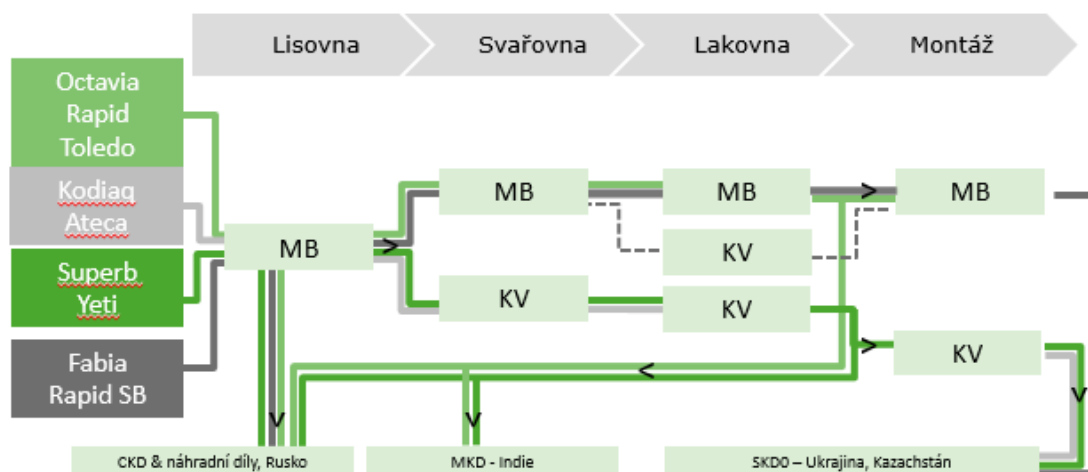 Lisovna
Svařovna
Lakovna
Montáž
Octavia
Rapid
Toledo
Kodiaq
Ateca
Superb
Yeti
Fabia
Rapid SB
MB
MB
MB
MB
KV
KV
KV
KV
CKD & náhradní díly, Rusko
MKD - Indie
SKD0 – Ukrajina, Kazachstán